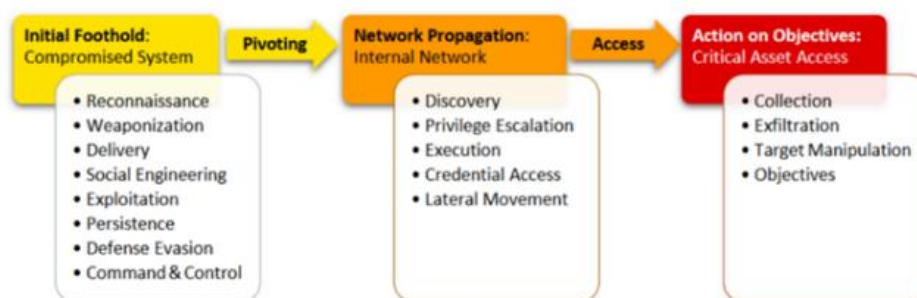 Initial Foothold:
Compromised System
Pivoting
Network Propagation:
Internal Network
Access
Action on Objectives:
Critical Asset Access
• Reconnaissance
• Weaponization
• Delivery
• Social Engineering
• Exploitation
• Persistence
• Defense Evasion
• Command & Control
• Discovery
• Privilege Escalation
• Execution
• Credential Access
• Lateral Movement
• Collection
• Exfiltration
• Target Manipulation
• Objectives